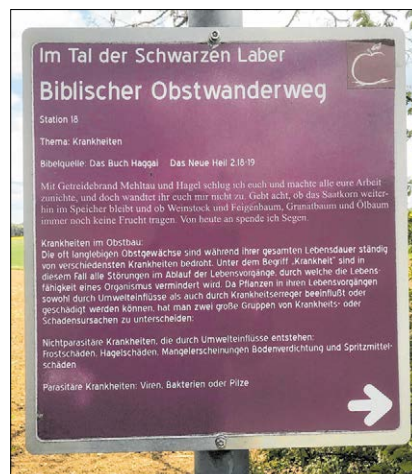 Im Tal der Schwarzen Laber
Biblischer Obstwanderweg
Station 18
Thema: Krankheiten
Bibelquelle: Das Buch Haggai Das Neue Heil 2:18-19
Mit Getreidebrand Mehltau und Hagel schlug ich euch und machte alle eure Arbeit
zunichte, und doch wandtet ihr euch mir nicht zu. Gebt acht, ob das Saatkorn weiter-
hin im Speicher bleibt und ob Weinstock und Feigenbaum, Granatbaum und Ölbaum
immer noch keine Frucht tragen. Von heute an spende ich Segen.
Krankheiten im Obstbau:
Die oft langlebigen Obstgewächse sind während ihrer gesamten Lebensdauer ständig
von verschiedensten Krankheiten bedroht. Unter dem Begriff „Krankheit" sind in
diesem Fall alle Störungen im Ablauf der Lebensvorgänge, durch welche die Lebens-
fähigkeit eines Organismus vermindert wird. Da Pflanzen in ihren Lebensvorgängen
sowohl durch Umwelteinflüsse als auch durch Krankheitserreger beeinflußt oder
geschädigt werden können, hat man zwei große Gruppen von Krankheits- oder
Schadensursachen zu unterscheiden:
Nichtparasitäre Krankheiten, die durch Umwelteinflüsse entstehen:
Frostschäden, Hagelschäden, Mangelerscheinungen Bodenverdichtung und Spritzmittel-
schäden
Parasitäre Krankheiten: Viren, Bakterien oder Pilze